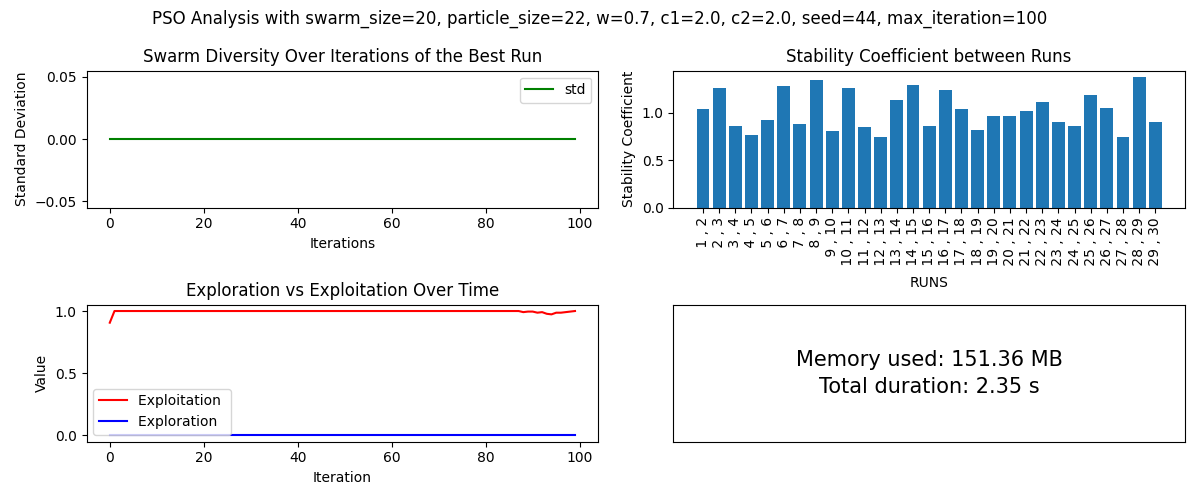 PSO Analysis with swarm_size=20, particle_size=22, w=0.7, c1=2.0, c2=2.0, seed=44, max_iteration=100
Swarm Diversity Over Iterations of the Best Run
Standard Deviation
0.05
0.00
−0.05
std
0 20 40 60 80 100
Iterations
Stability Coefficient between Runs
Stability Coefficient
1.0
0.5
0.0
1 , 2
2 , 3
3 , 4
4 , 5
5 , 6
6 , 7
7 , 8
8 , 9
9 , 10
10 , 11
11 , 12
12 , 13
13 , 14
14 , 15
15 , 16
16 , 17
17 , 18
18 , 19
19 , 20
20 , 21
21 , 22
22 , 23
23 , 24
24 , 25
25 , 26
26 , 27
27 , 28
28 , 29
29 , 30
RUNS
Exploration vs Exploitation Over Time
Value
1.0
0.5
0.0
Exploitation
Exploration
0 20 40 60 80 100
Iteration
Memory used: 151.36 MB
Total duration: 2.35 s